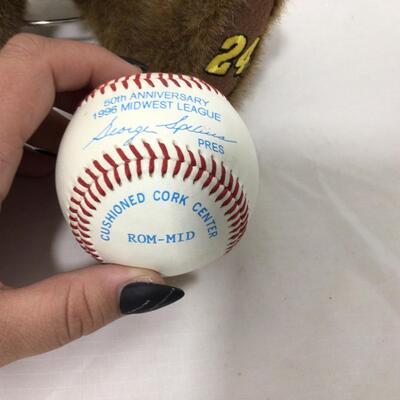 24
50th ANNIVERSARY
1996 MIDWEST LEAGUE
George Spelius
PRES
CUSHIONED CORK CENTER
ROM-MID